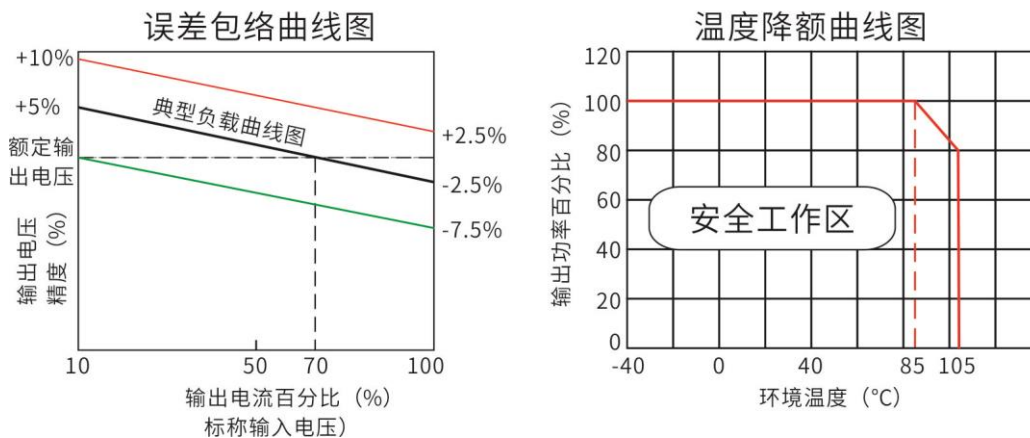 误差包络曲线图
+10%
+5%
额定输
出电压
输出电压
精度（%）
典型负载曲线图
+2.5%
-2.5%
-7.5%
10
50
70
100
输出电流百分比（%）
标称输入电压）
温度降额曲线图
120
100
80
60
40
20
0
输出功率百分比（%）
安全工作区
-40
0
40
85
105
环境温度（°C）